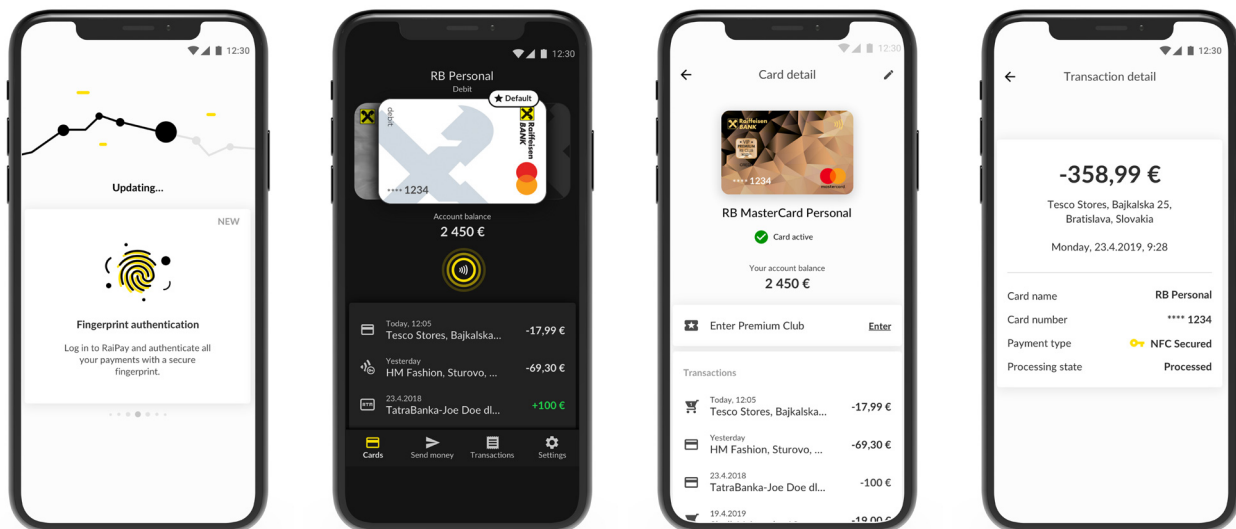 12:30
Updating...
NEW
Fingerprint authentication
Log in to RaiPay and authenticate all
your payments with a secure
fingerprint.
12:30
RB Personal
Debit
Default
debit
Raiffeisen
BANK
**** 1234
Account balance
2 450 €
Today, 12:05
Tesco Stores, Bajkalska...
-17,99 €
Yesterday
HM Fashion, Sturovo, ...
-69,30 €
23.4.2018
TatraBanka-Joe Doe dl...
+100 €
Cards
Send money
Transactions
Settings
12:30
Card detail
Raiffeisen
BANK
VIP
PREMIUM
**** 1234
mastercard
RB MasterCard Personal
Card active
Your account balance
2 450 €
Enter Premium Club
Enter
Transactions
Today, 12:05
Tesco Stores, Bajkalska...
-17,99 €
Yesterday
HM Fashion, Sturovo, ...
-69,30 €
23.4.2018
TatraBanka-Joe Doe dl...
-100 €
19.4.2019
-19,00 €
12:30
Transaction detail
-358,99 €
Tesco Stores, Bajkalska 25,
Bratislava, Slovakia
Monday, 23.4.2019, 9:28
Card name
RB Personal
Card number
**** 1234
Payment type
NFC Secured
Processing state
Processed